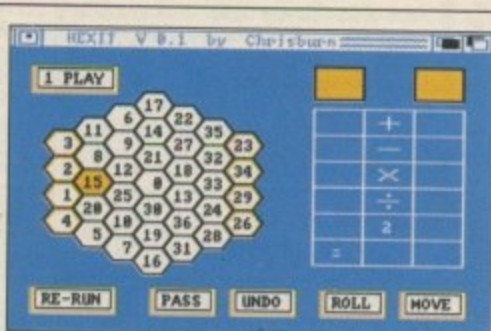 HEXIT V 0.1 by Chrisburn
1 PLAY
17
6 22
11 14 35
3 9 27 23
8 21 32
2 12 18 34
15 0 33
1 25 13 29
20 30 24
4 10 36 26
5 19 28
7 31
16
+
−
×
÷
2
=
RE-RUN PASS UNDO ROLL MOVE